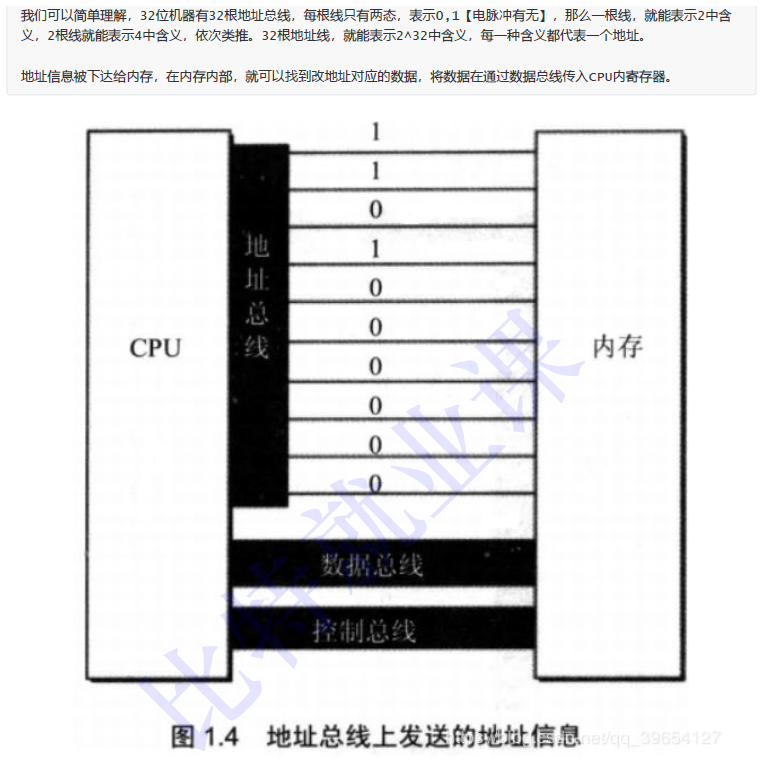 我们可以简单理解，32位机器有32根地址总线，每根线只有两态，表示0,1【电脉冲有无】，那么一根线，就能表示2中含
义，2根线就能表示4中含义，依次类推。32根地址线，就能表示2^32中含义，每一种含义都代表一个地址。
地址信息被下达给内存，在内存内部，就可以找到改地址对应的数据，将数据在通过数据总线传入CPU内寄存器。
1
1
0
1
0
0
0
0
0
0
地址总线
CPU
内存
数据总线
控制总线
比特就业课
图 1.4 地址总线上发送的地址信息
net/qq_39654127